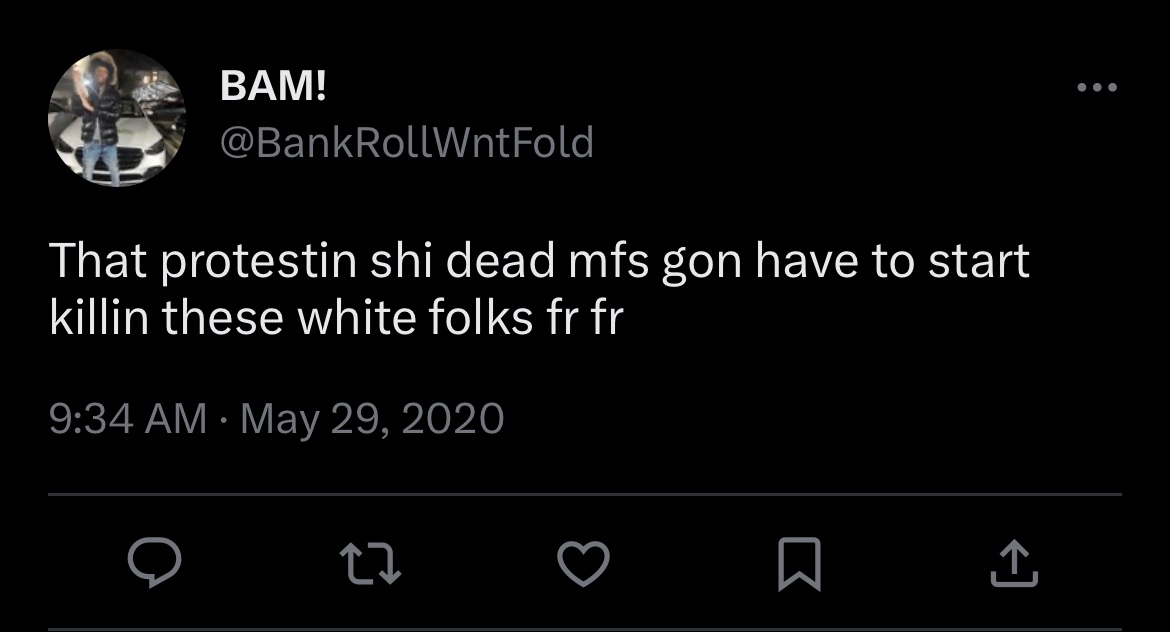 BAM!
@BankRollWntFold
That protestin shi dead mfs gon have to start
killin these white folks fr fr
9:34 AM · May 29, 2020